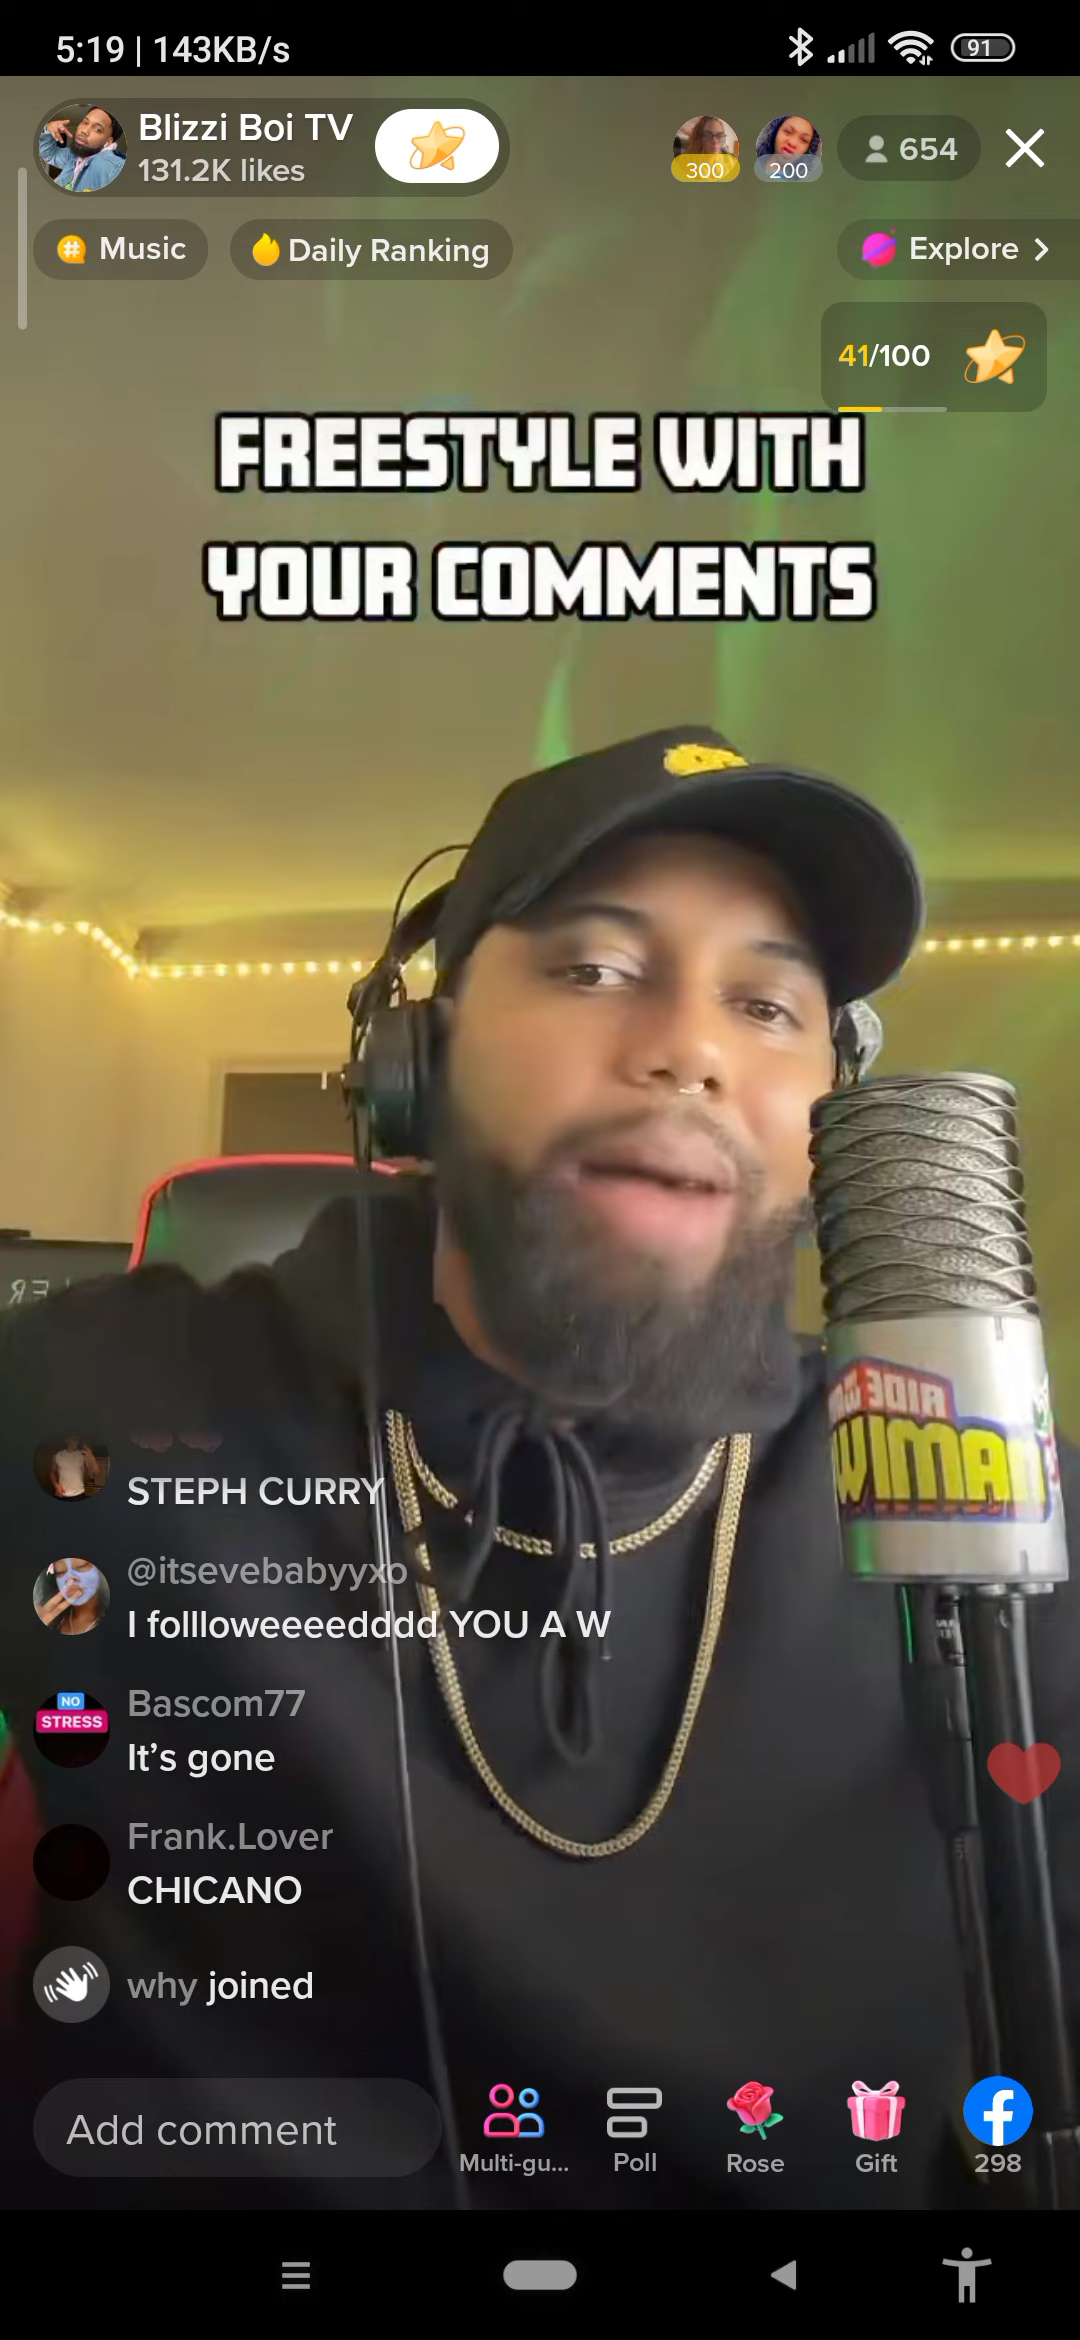 5:19 | 143KB/s
91
Blizzi Boi TV
131.2K likes
300
200
654
Music
Daily Ranking
Explore
41/100
FREESTYLE WITH
YOUR COMMENTS
STEPH CURRY
@itsevebabyyxo
I follloweeeedddd YOU A W
NO
STRESS
Bascom77
It’s gone
Frank.Lover
CHICANO
why joined
Add comment
Multi-gu...
Poll
Rose
Gift
298